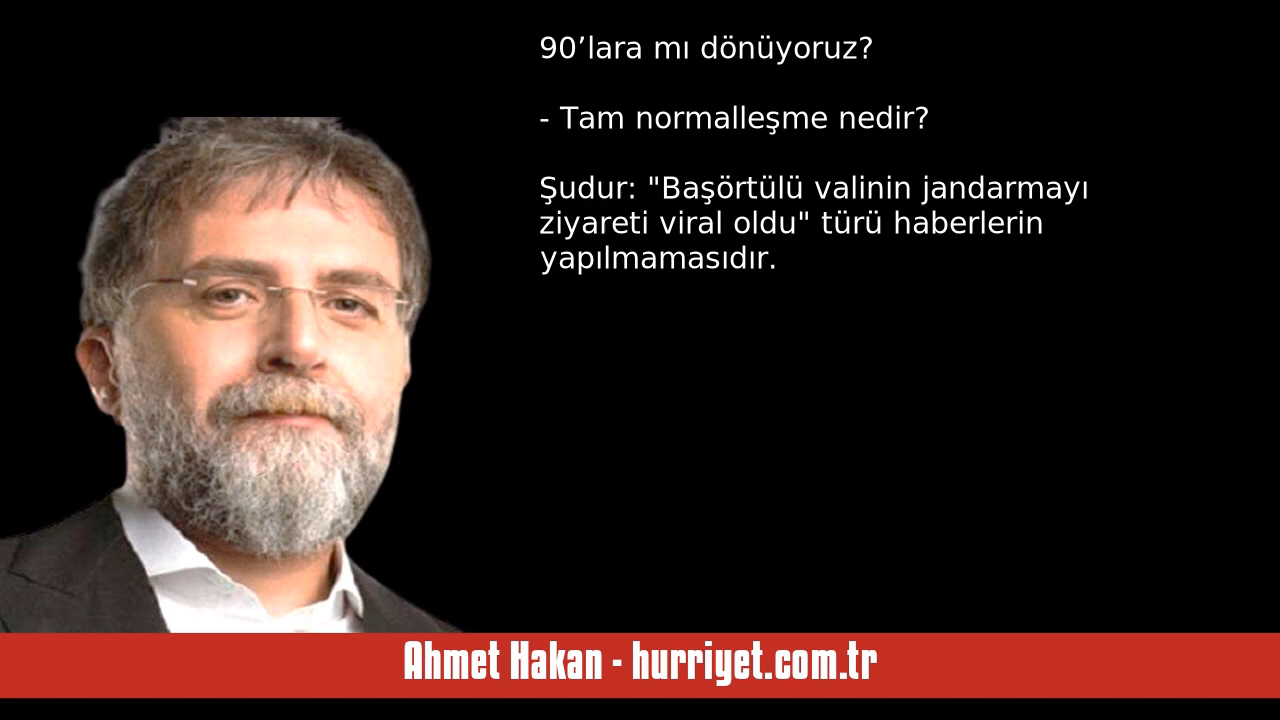 90’lara mı dönüyoruz?
- Tam normalleşme nedir?
Şudur: "Başörtülü valinin jandarmayı
ziyareti viral oldu" türü haberlerin
yapılmamasıdır.
Ahmet Hakan - hurriyet.com.tr